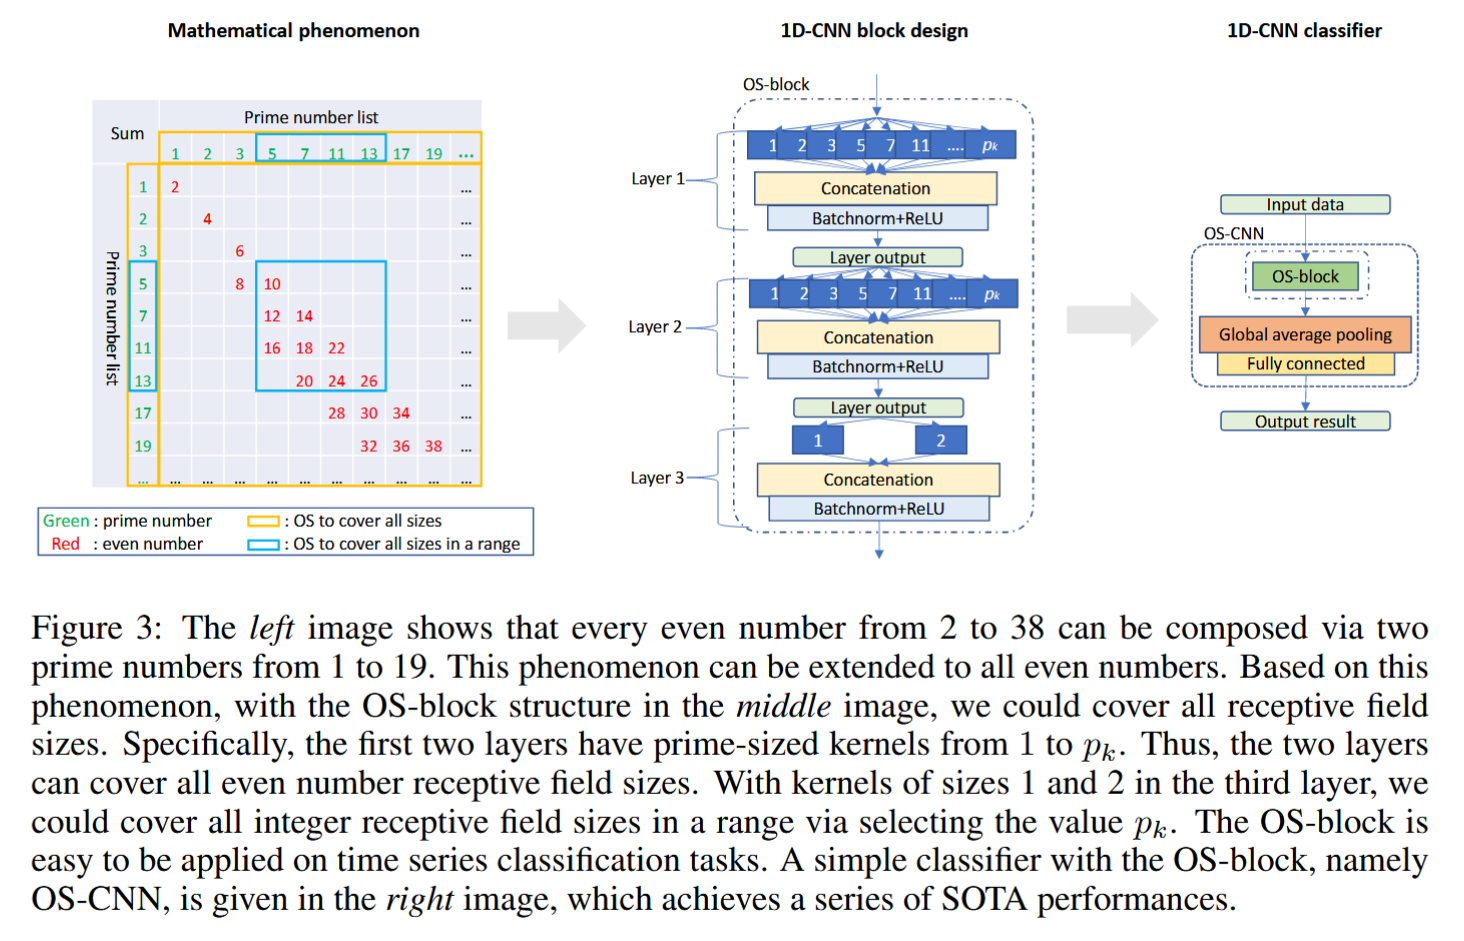 Mathematical phenomenon
Prime number list
Sum
1 2 3 5 7 11 13 17 19 ...
Prime number list
1 2 ...
2 4 ...
3 6 ...
5 8 10 ...
7 12 14 ...
11 16 18 22 ...
13 20 24 26 ...
17 28 30 34 ...
19 32 36 38 ...
... ... ... ... ... ... ... ... ... ... ...
Green : prime number
: OS to cover all sizes
Red : even number
: OS to cover all sizes in a range
1D-CNN block design
OS-block
Layer 1
1 2 3 5 7 11 .... pk
Concatenation
Batchnorm+ReLU
Layer output
Layer 2
1 2 3 5 7 11 .... pk
Concatenation
Batchnorm+ReLU
Layer output
Layer 3
1 2
Concatenation
Batchnorm+ReLU
1D-CNN classifier
Input data
OS-CNN
OS-block
Global average pooling
Fully connected
Output result
Figure 3: The left image shows that every even number from 2 to 38 can be composed via two
prime numbers from 1 to 19. This phenomenon can be extended to all even numbers. Based on this
phenomenon, with the OS-block structure in the middle image, we could cover all receptive field
sizes. Specifically, the first two layers have prime-sized kernels from 1 to pk. Thus, the two layers
can cover all even number receptive field sizes. With kernels of sizes 1 and 2 in the third layer, we
could cover all integer receptive field sizes in a range via selecting the value pk. The OS-block is
easy to be applied on time series classification tasks. A simple classifier with the OS-block, namely
OS-CNN, is given in the right image, which achieves a series of SOTA performances.